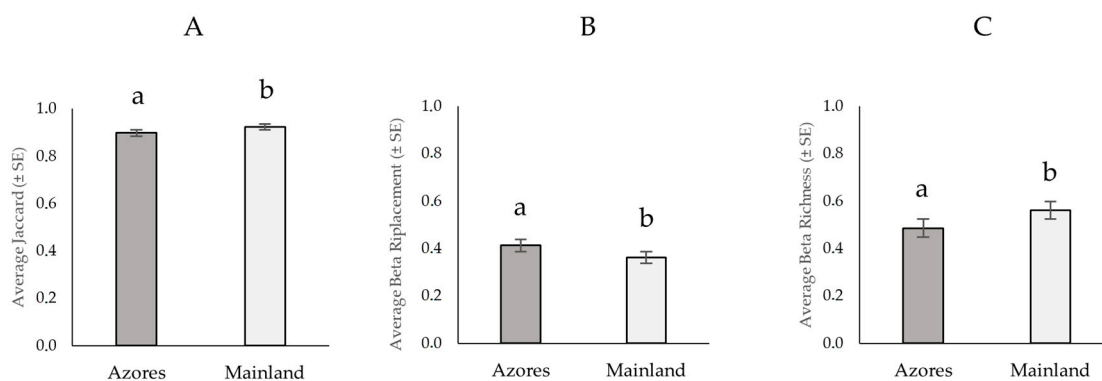 A
Average Jaccard (± SE)
1.0
0.8
0.6
0.4
0.2
0.0
a
b
Azores
Mainland
B
Average Beta Riplacement (± SE)
1.0
0.8
0.6
0.4
0.2
0.0
a
b
Azores
Mainland
C
Average Beta Richness (± SE)
1.0
0.8
0.6
0.4
0.2
0.0
a
b
Azores
Mainland